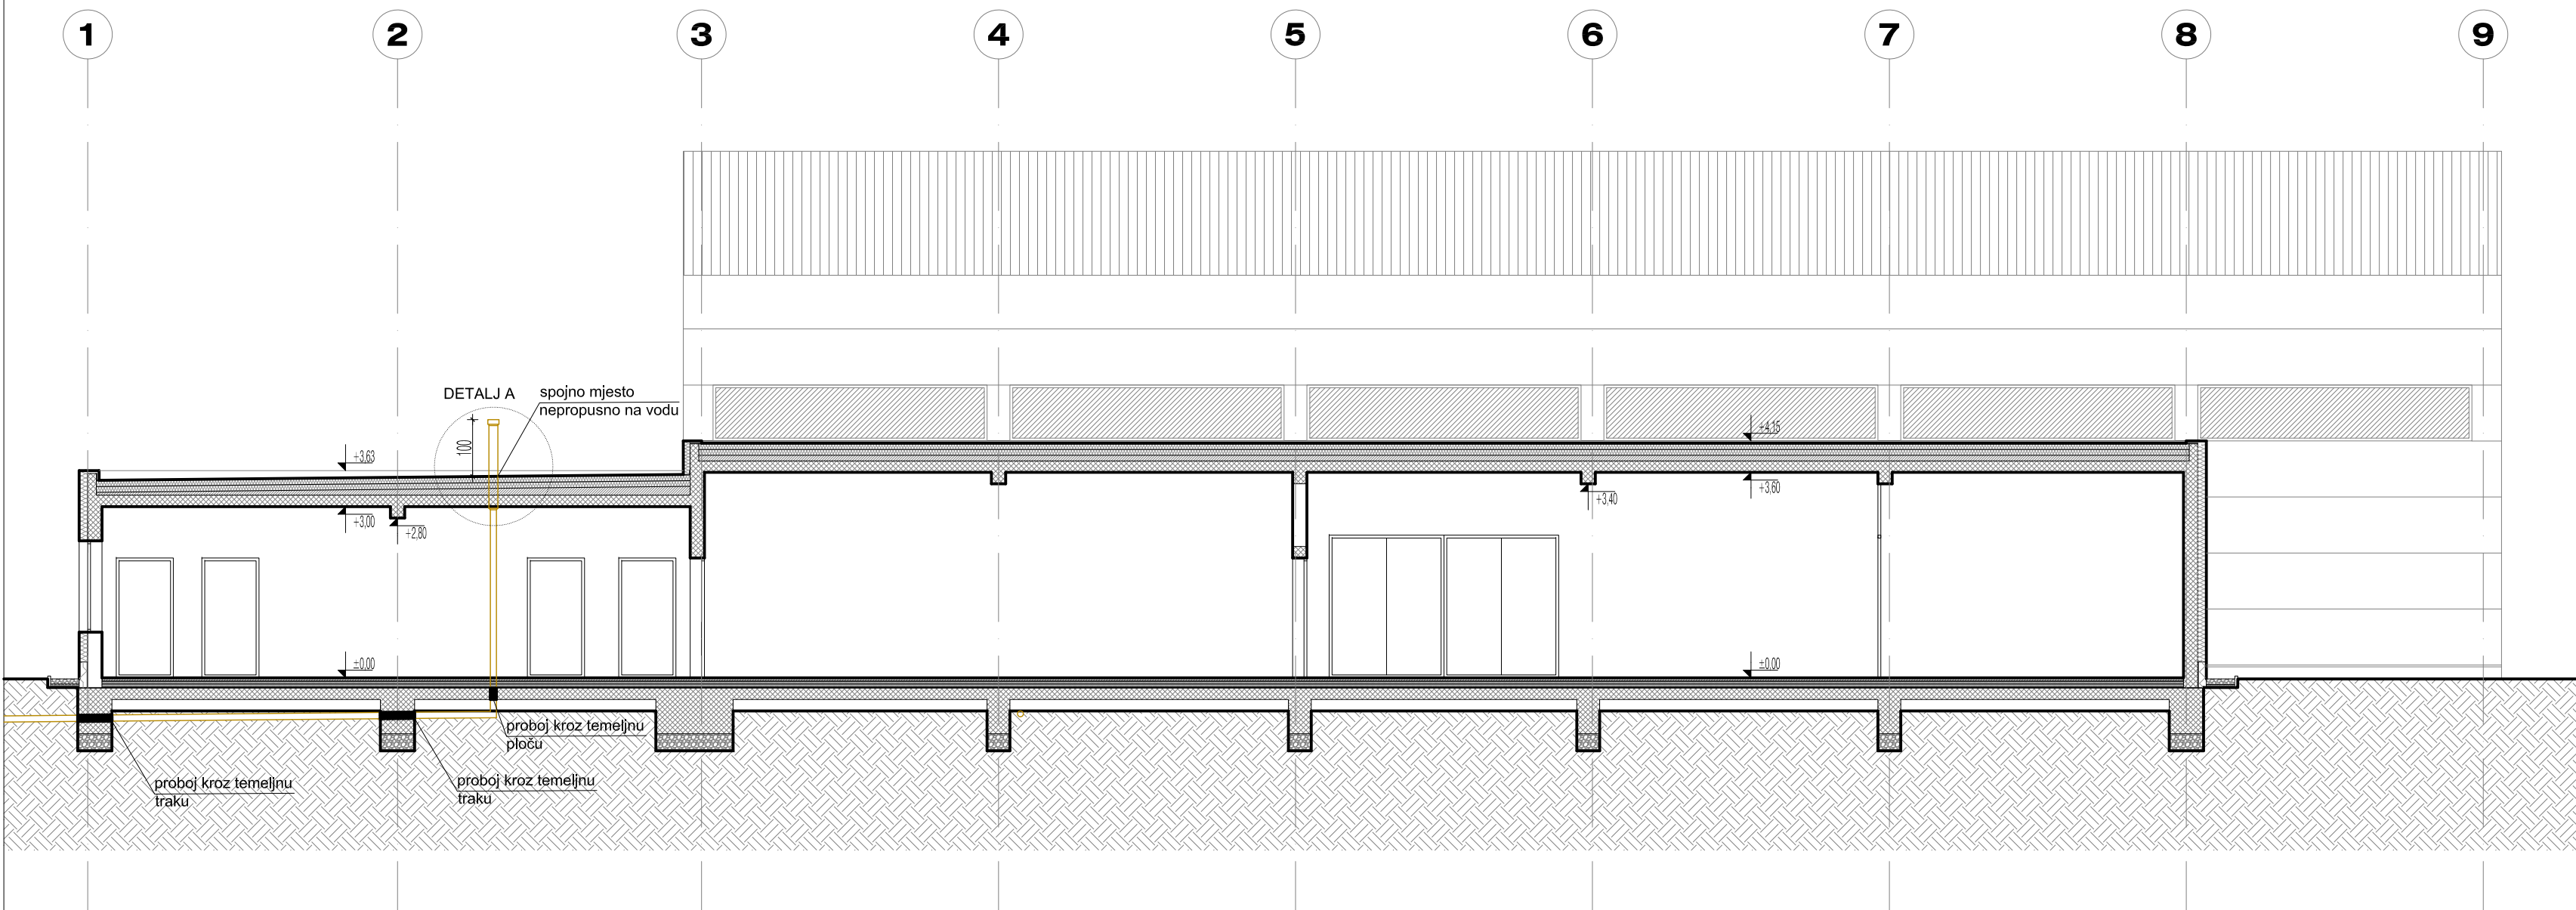 1
2
3
4
5
6
7
8
9
DETALJ A
spojno mjesto
nepropusno na vodu
100
+3,63
+4,15
+3,00
+2,80
+3,40
+3,60
±0,00
±0,00
proboj kroz temeljnu
ploču
proboj kroz temeljnu
traku
proboj kroz temeljnu
traku